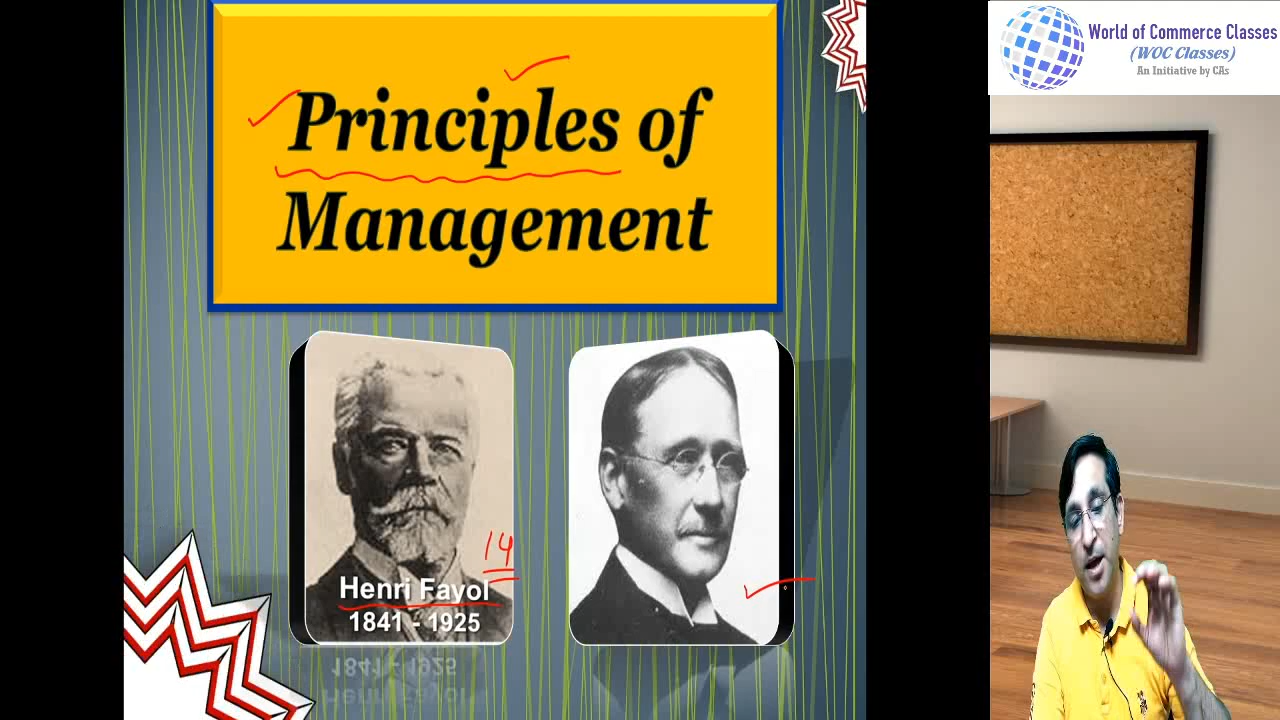 Principles of
Management
14
Henri Fayol
1841 - 1925
World of Commerce Classes
(WOC Classes)
An Initiative by CAs